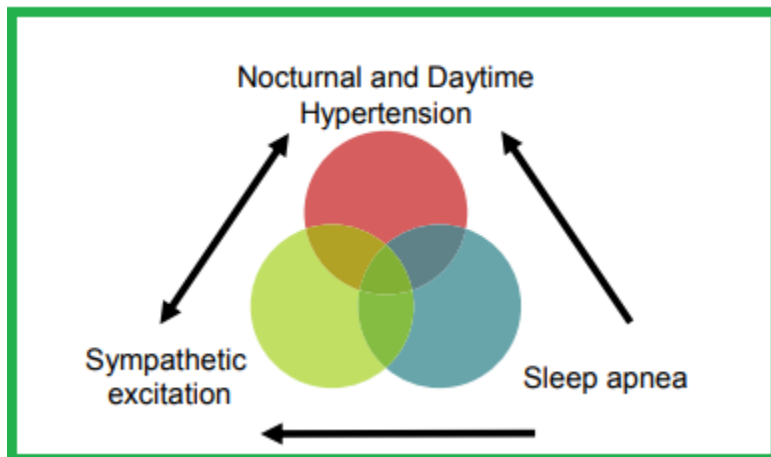 Nocturnal and Daytime
Hypertension
Sympathetic
excitation
Sleep apnea